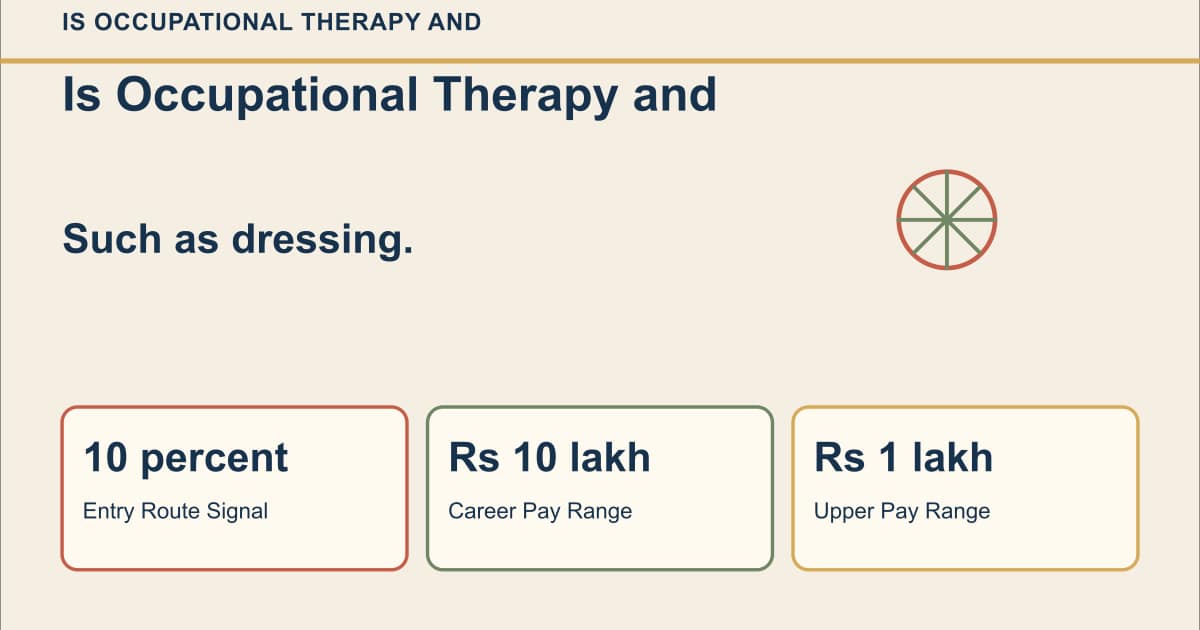 IS OCCUPATIONAL THERAPY AND
Is Occupational Therapy and
Such as dressing.
10 percent
Entry Route Signal
Rs 10 lakh
Career Pay Range
Rs 1 lakh
Upper Pay Range